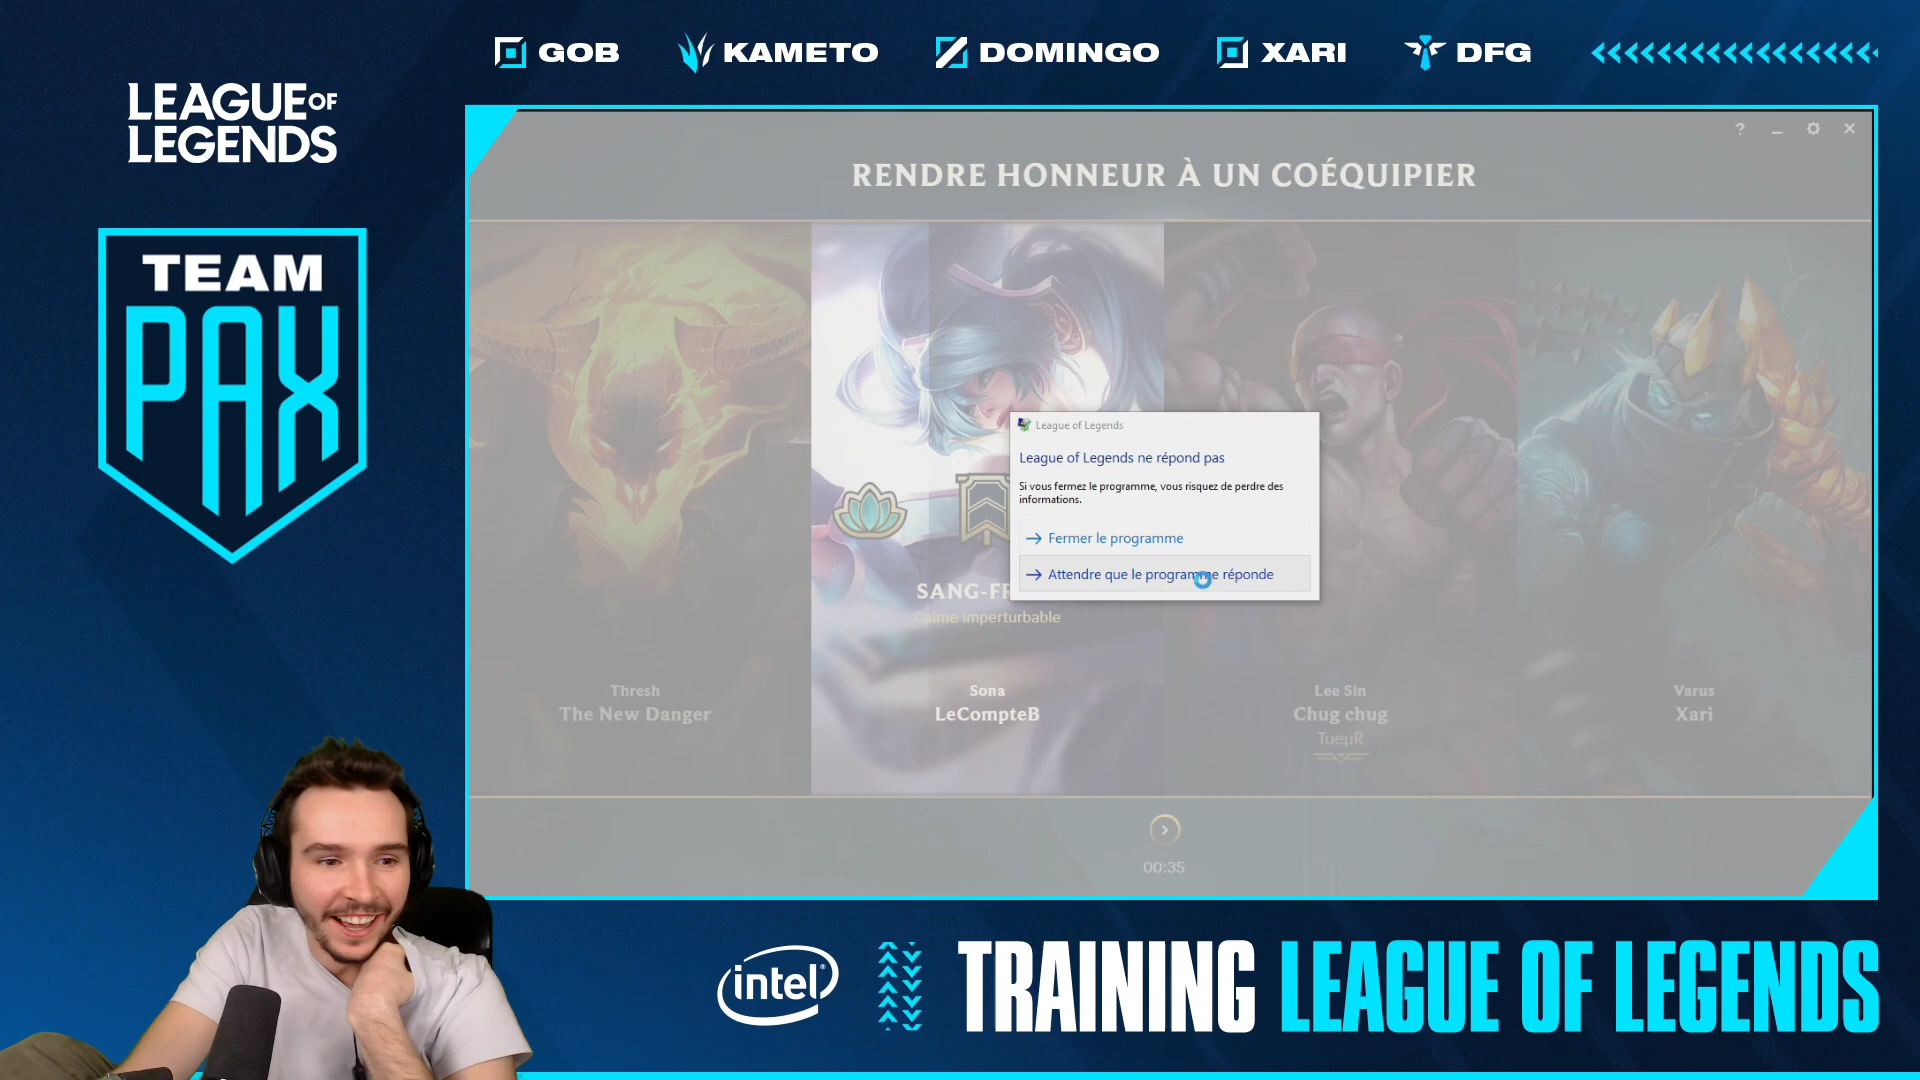 GOB KAMETO DOMINGO XARI DFG
LEAGUE OF
LEGENDS
TEAM
PAX
?
RENDRE HONNEUR À UN COÉQUIPIER
League of Legends
League of Legends ne répond pas
Si vous fermez le programme, vous risquez de perdre des
informations.
Fermer le programme
Attendre que le programme réponde
SANG-FR
Calme imperturbable
Thresh
The New Danger
Sona
LeCompteB
Lee Sin
Chug chug
TueµR
Varus
Xari
00:35
intel
TRAINING LEAGUE OF LEGENDS